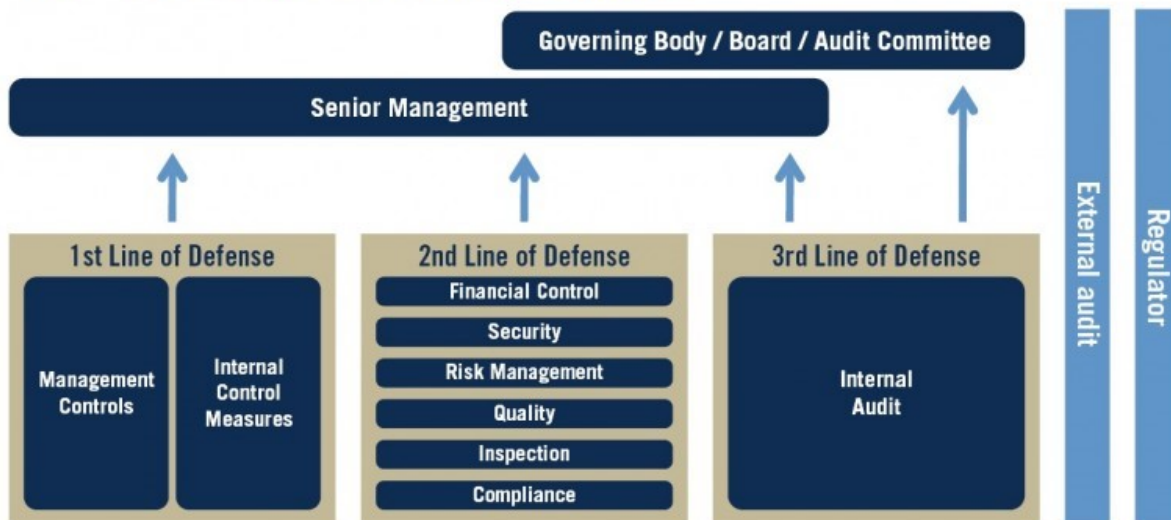 Governing Body / Board / Audit Committee
Senior Management
1st Line of Defense
Management
Controls
Internal
Control
Measures
2nd Line of Defense
Financial Control
Security
Risk Management
Quality
Inspection
Compliance
3rd Line of Defense
Internal
Audit
External audit
Regulator